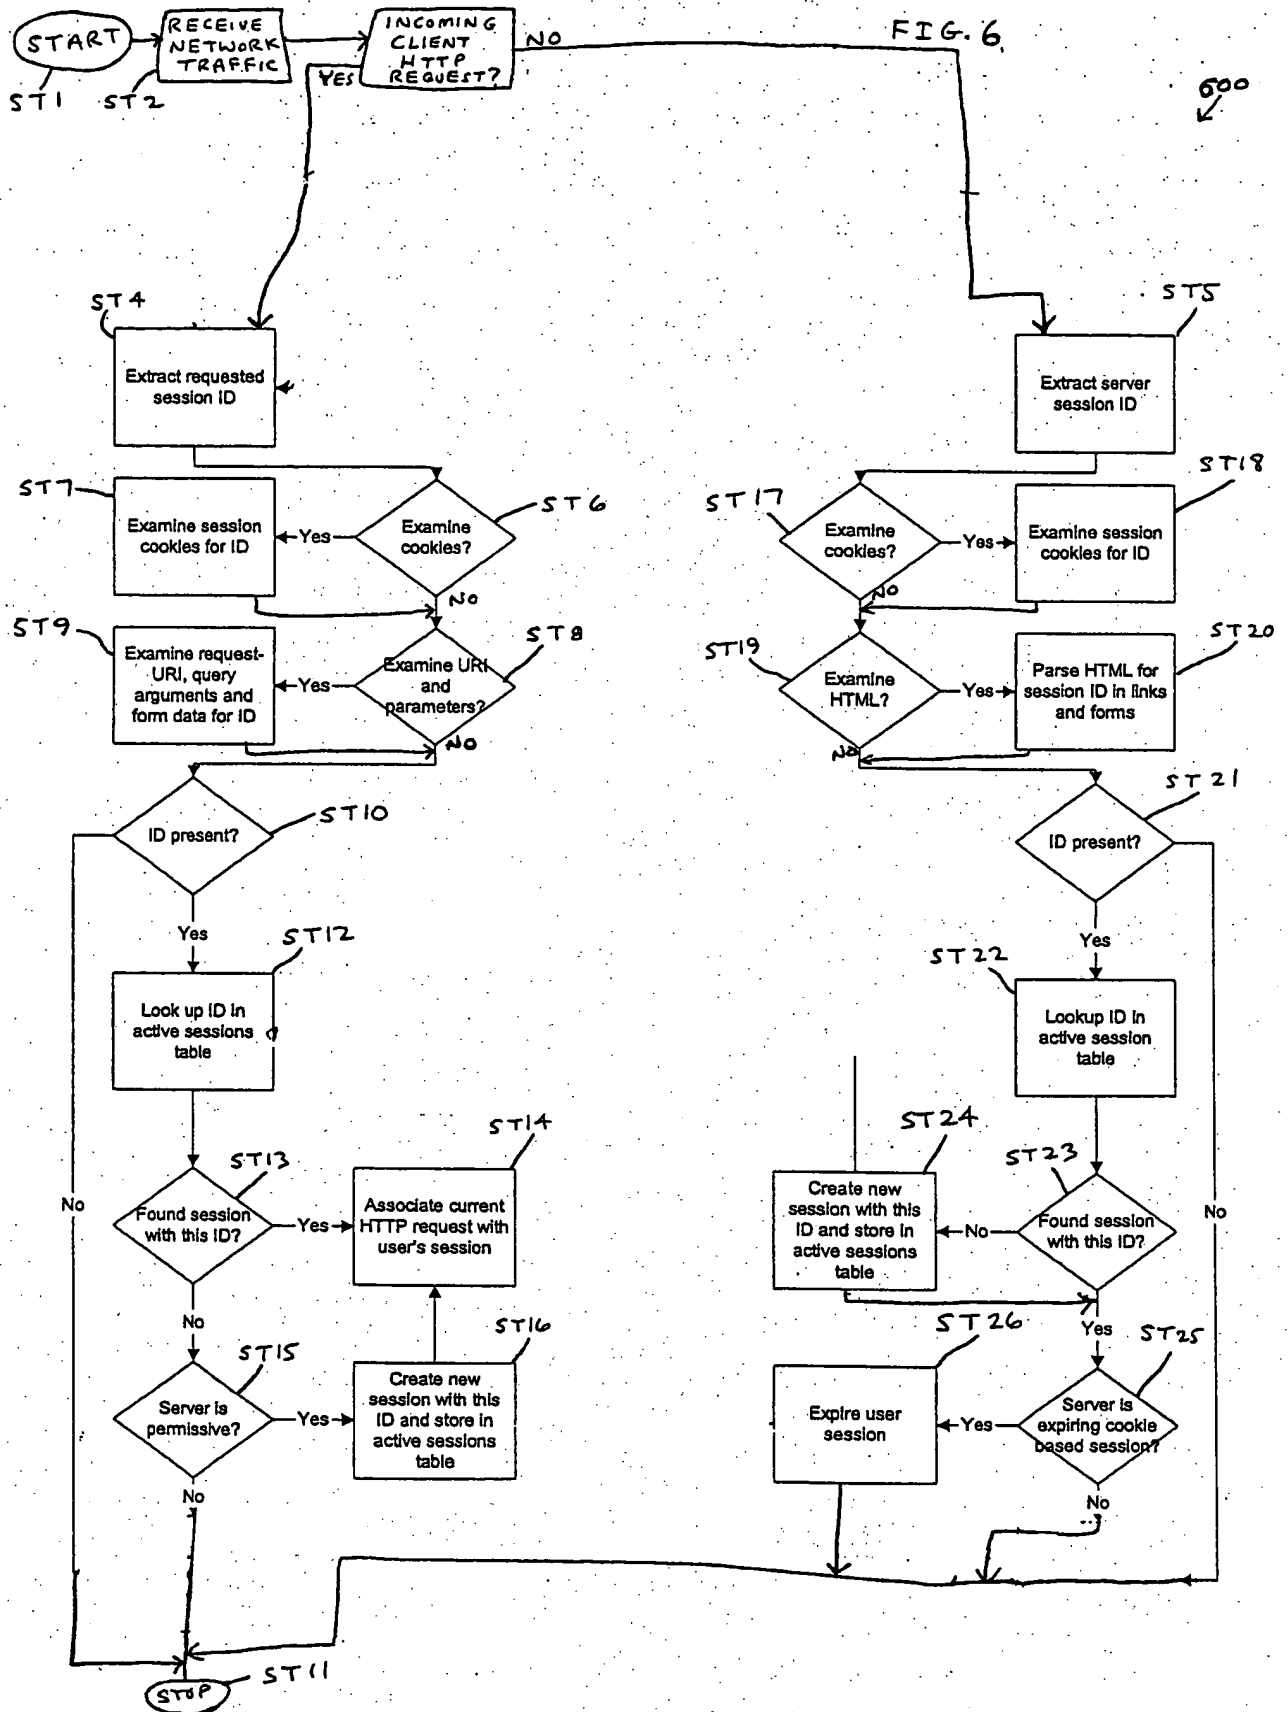 FIG. 6.
600
START
ST1
RECEIVE
NETWORK
TRAFFIC
ST2
INCOMING
CLIENT
HTTP
REQUEST?
YES
NO
ST4
Extract requested
session ID
ST5
Extract server
session ID
ST7
Examine session
cookies for ID
Yes
Examine
cookies?
ST6
NO
ST17
Examine
cookies?
Yes
Examine session
cookies for ID
ST18
NO
ST9
Examine request-
URI, query
arguments and
form data for ID
Yes
Examine URI
and
parameters?
ST8
NO
ST19
Examine
HTML?
Yes
Parse HTML for
session ID in links
and forms
ST20
NO
ID present?
ST10
Yes
No
ID present?
ST21
Yes
No
ST12
Look up ID in
active sessions
table
ST22
Lookup ID in
active session
table
ST13
Found session
with this ID?
Yes
ST14
Associate current
HTTP request with
user's session
No
ST24
Create new
session with this
ID and store in
active sessions
table
No
ST23
Found session
with this ID?
Yes
ST15
Server is
permissive?
Yes
ST16
Create new
session with this
ID and store in
active sessions
table
No
ST26
Expire user
session
Yes
ST25
Server is
expiring cookie
based session?
No
STOP
ST11